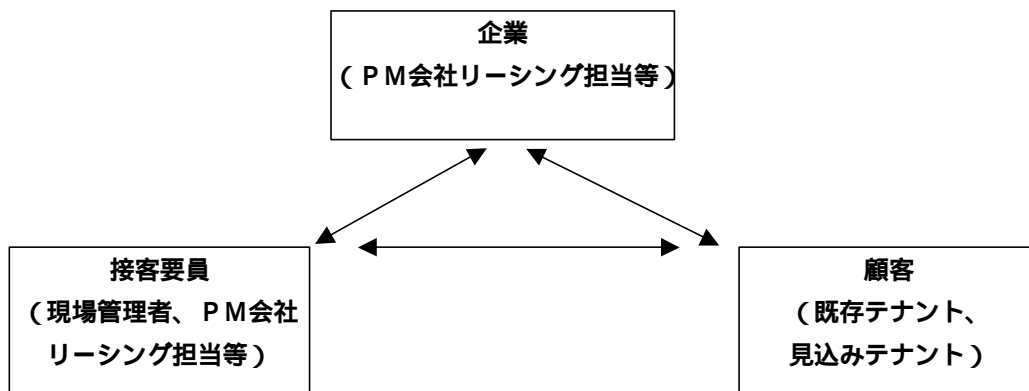 企業
（ＰＭ会社リーシング担当等）
接客要員
（現場管理者、ＰＭ会社
リーシング担当等）
顧客
（既存テナント、
見込みテナント）